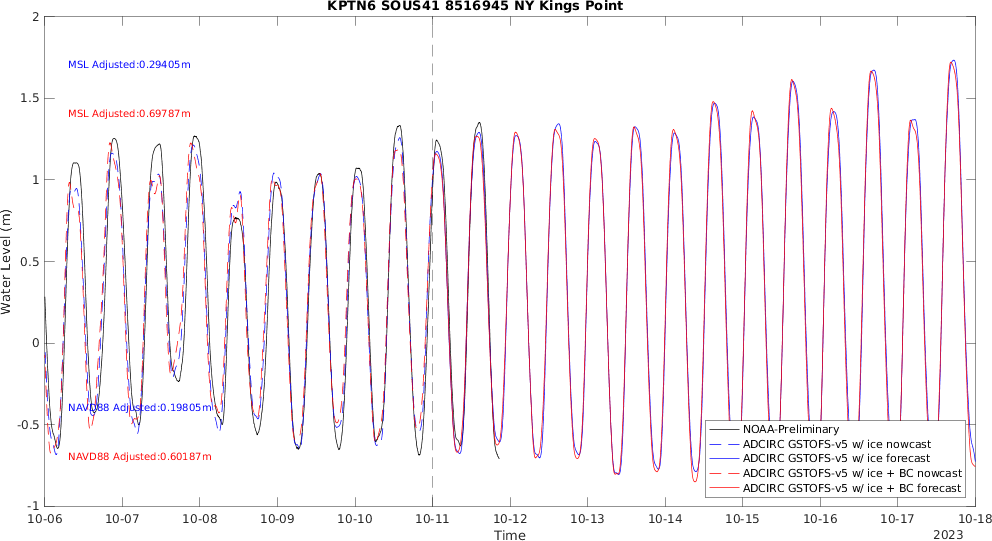 KPTN6 SOUS41 8516945 NY Kings Point
2
1.5
1
0.5
0
-0.5
-1
Water Level (m)
MSL Adjusted:0.29405m
MSL Adjusted:0.69787m
NAVD88 Adjusted:0.19805m
NAVD88 Adjusted:0.60187m
NOAA-Preliminary
ADCIRC GSTOFS-v5 w/ ice nowcast
ADCIRC GSTOFS-v5 w/ ice forecast
ADCIRC GSTOFS-v5 w/ ice + BC nowcast
ADCIRC GSTOFS-v5 w/ ice + BC forecast
10-06 10-07 10-08 10-09 10-10 10-11 10-12 10-13 10-14 10-15 10-16 10-17 10-18
Time
2023